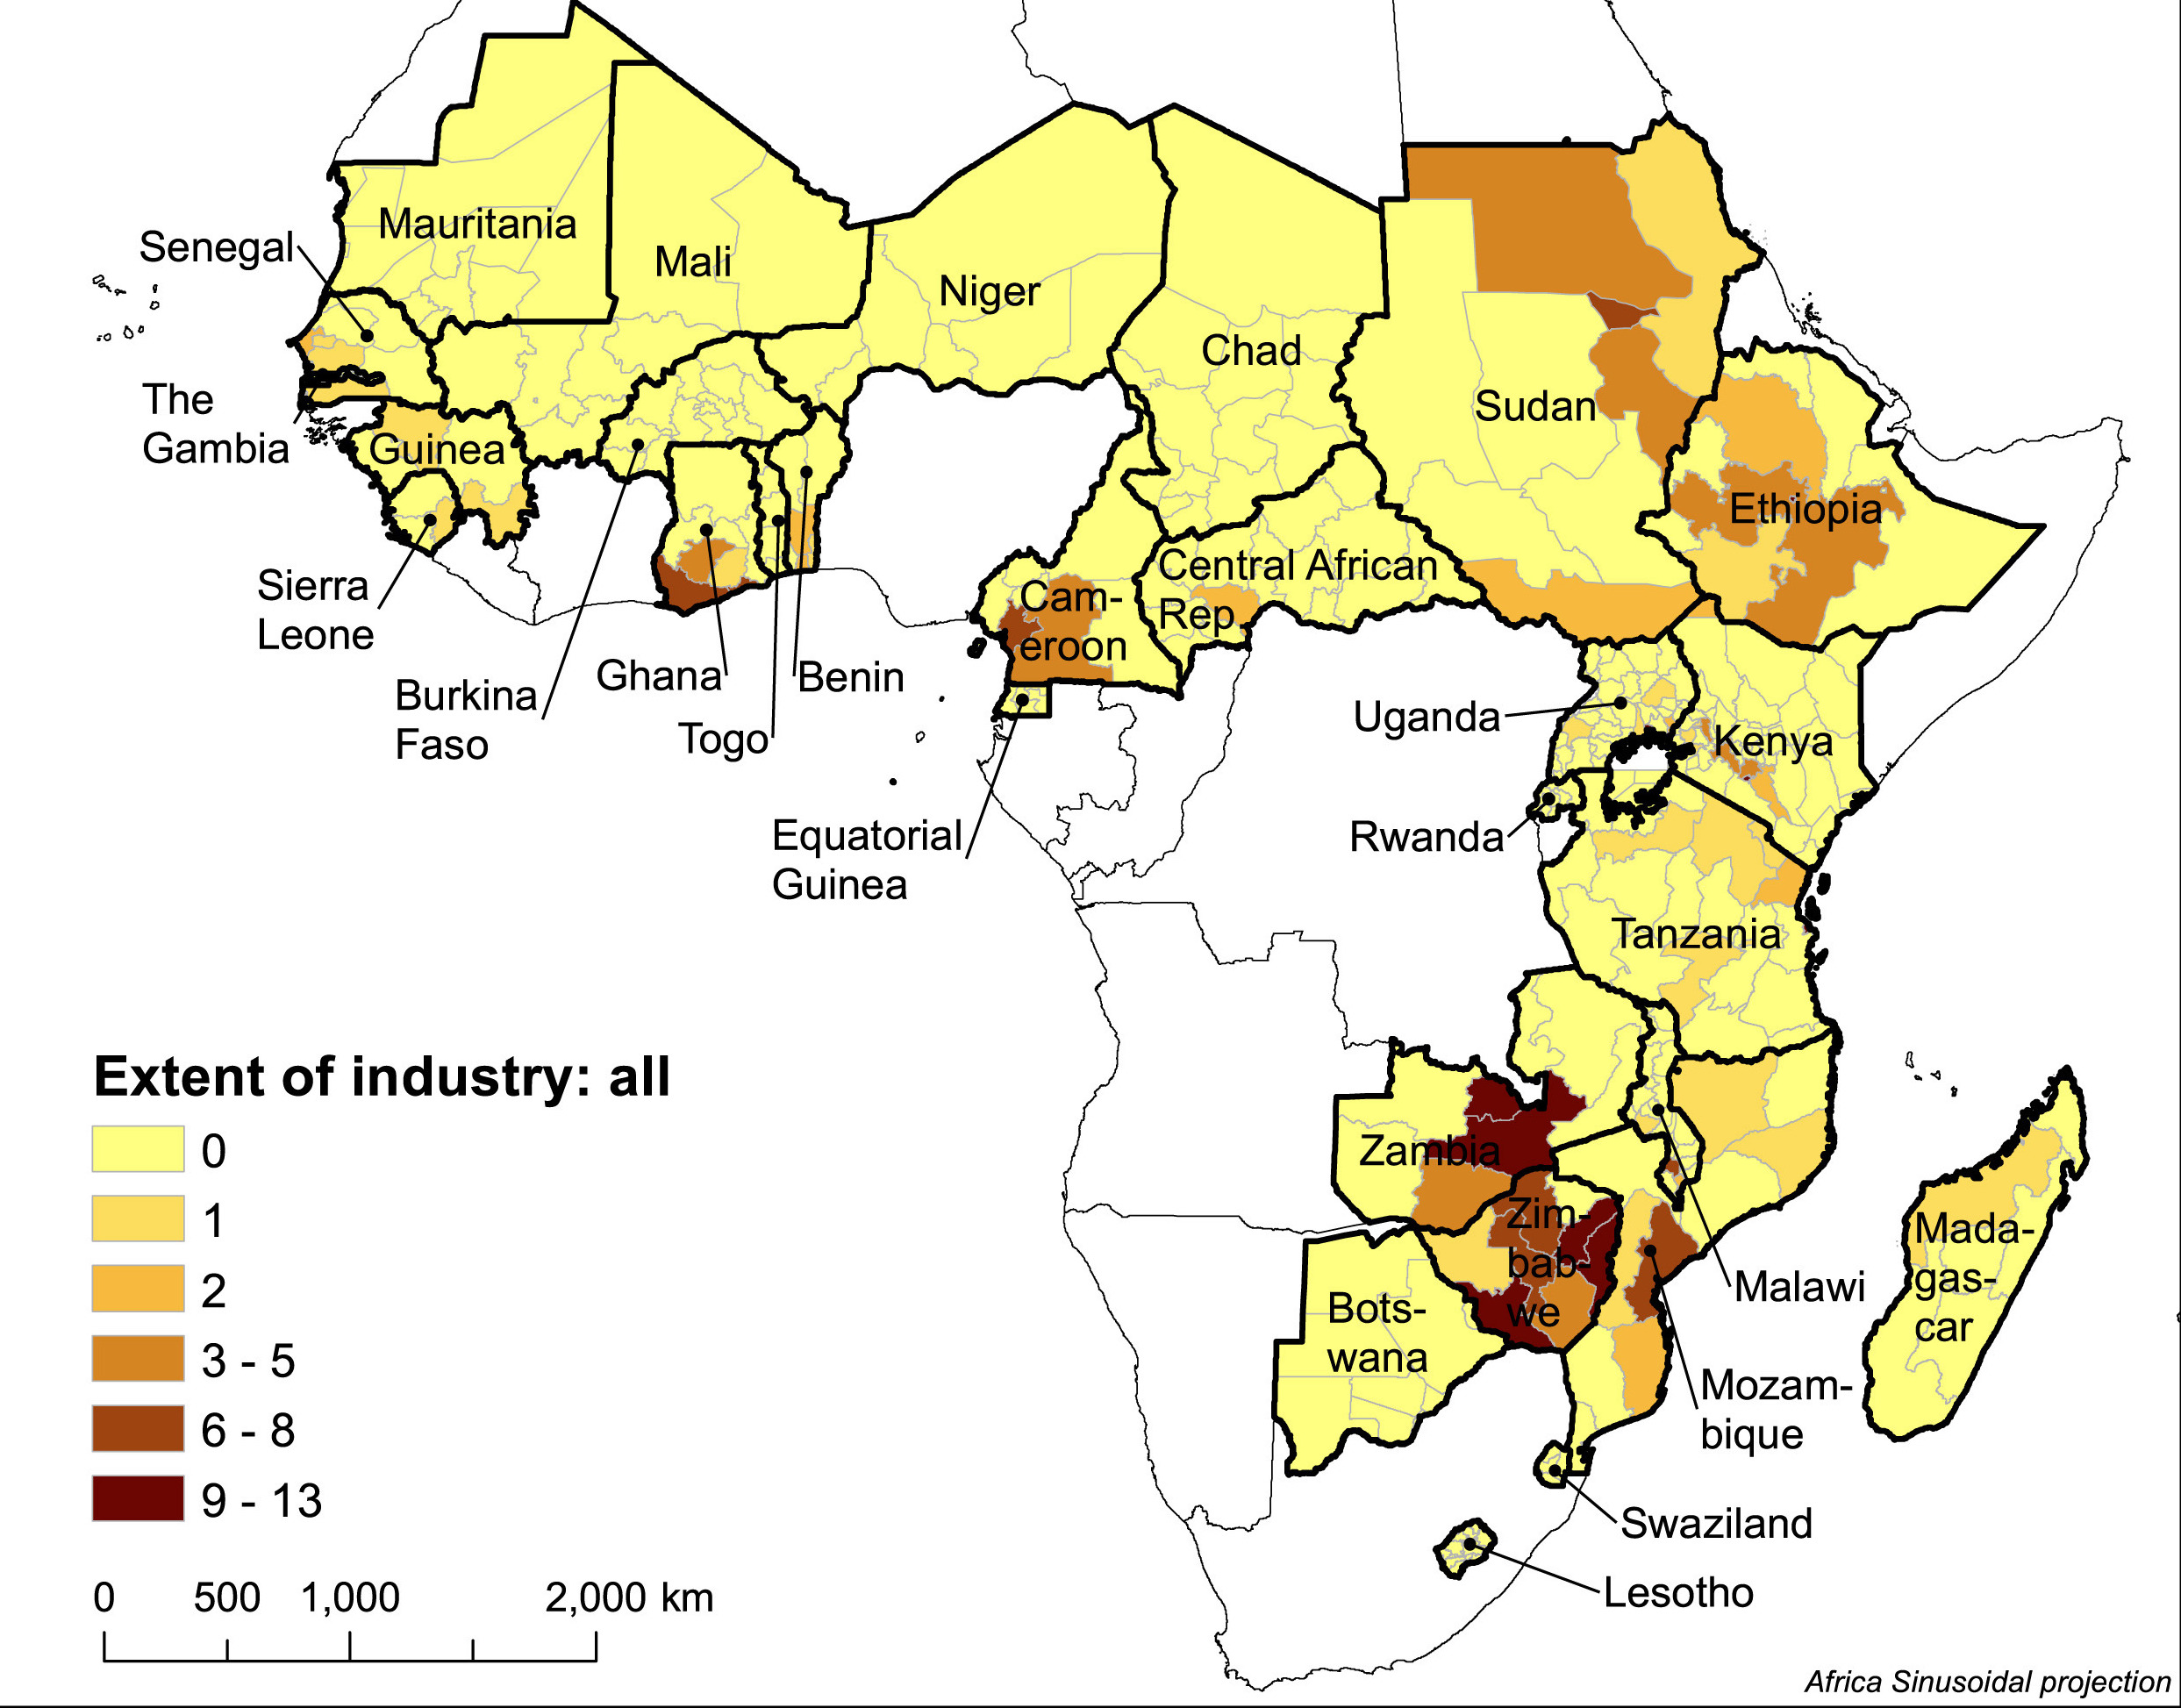 Mauritania
Senegal
Mali
Niger
Chad
Sudan
The
Gambia
Guinea
Ethiopia
Central African
Rep
Sierra
Leone
Cam-
eroon
Burkina
Faso
Ghana
Benin
Togo
Uganda
Kenya
Equatorial
Guinea
Rwanda
Tanzania
Extent of industry: all
0
1
2
3 - 5
6 - 8
9 - 13
Zambia
Zim-
bab-
we
Mada-
gas-
car
Malawi
Bots-
wana
Mozam-
bique
Swaziland
Lesotho
0 500 1,000 2,000 km
Africa Sinusoidal projection